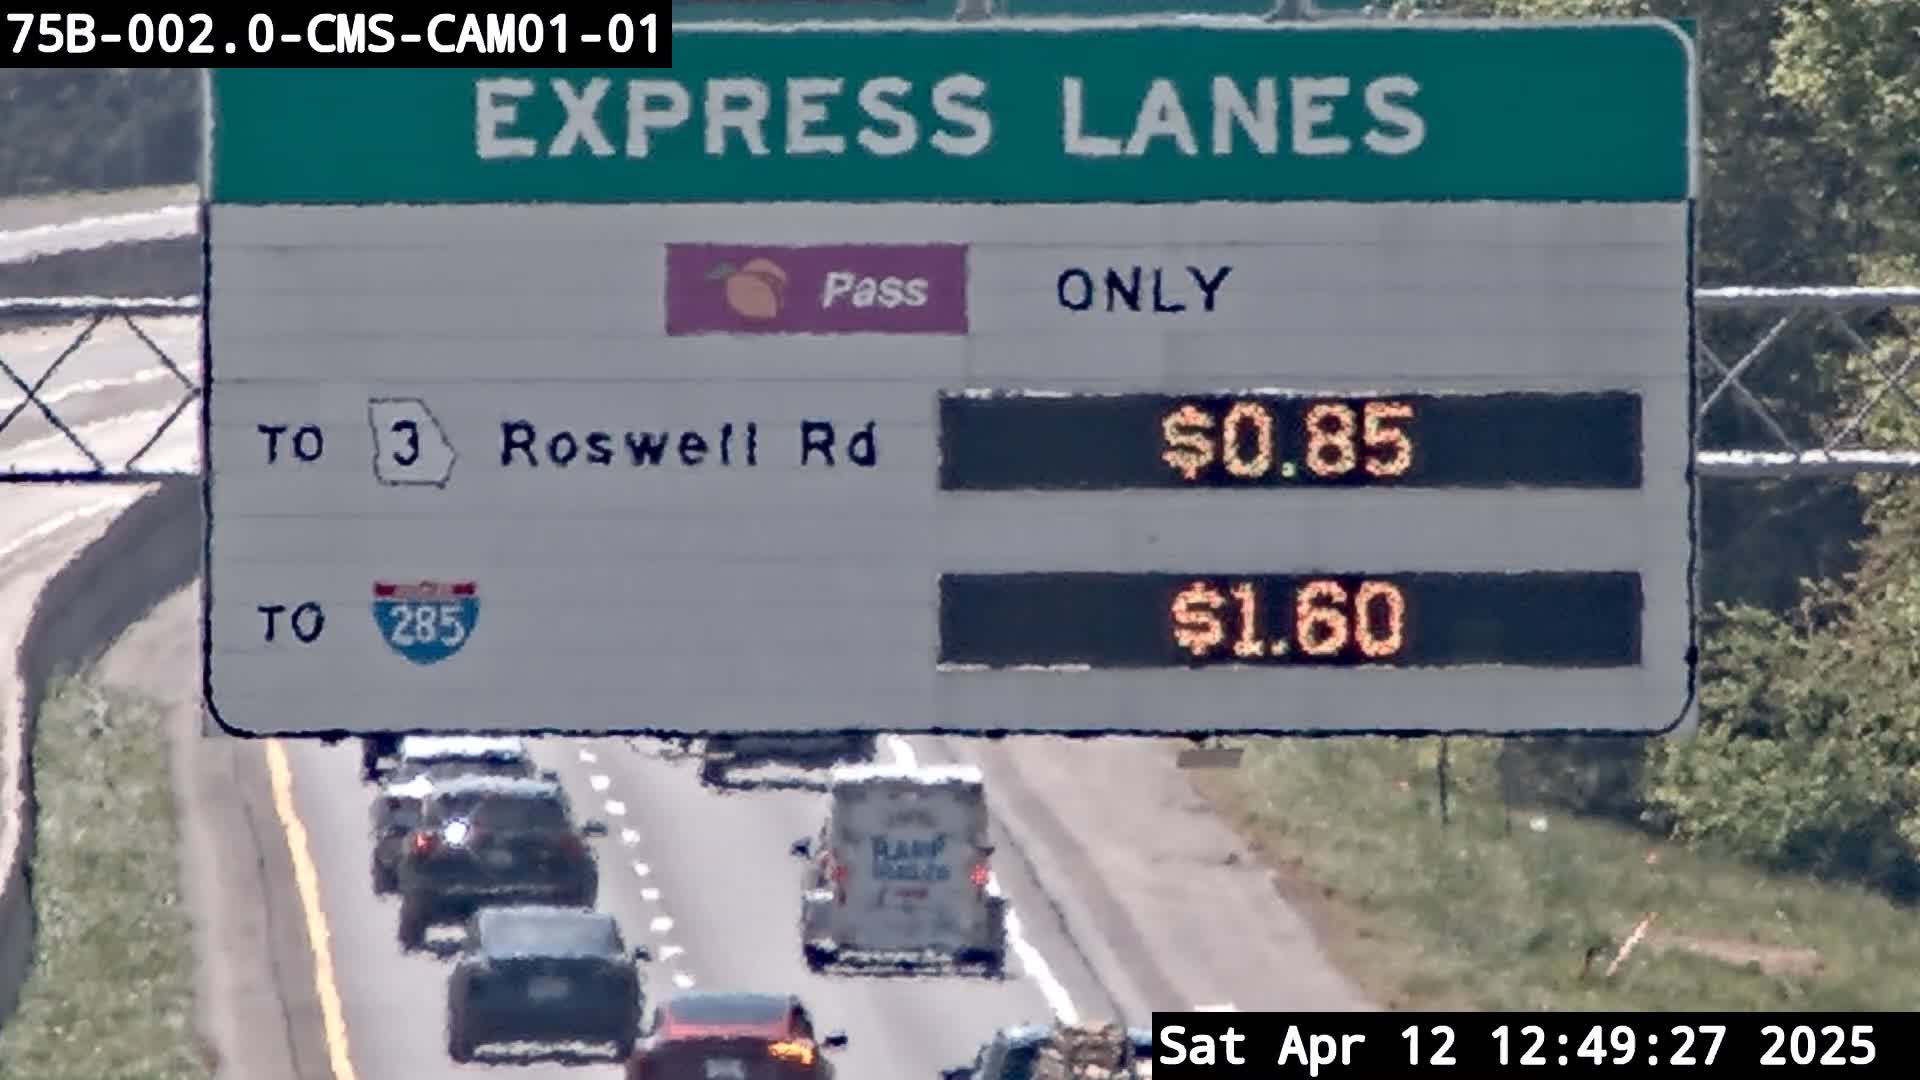 75B-002.0-CMS-CAM01-01
EXPRESS LANES
Pass ONLY
TO 3 Roswell Rd $0.85
TO 285 $1.60
Sat Apr 12 12:49:27 2025